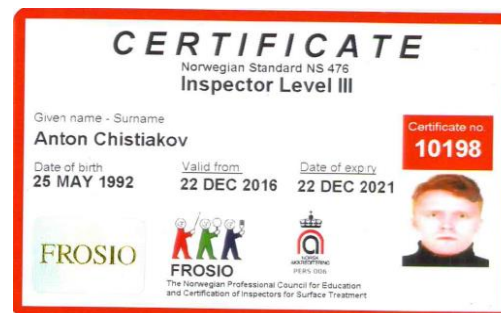 CERTIFICATE
Norwegian Standard NS 476
Inspector Level III
Given name - Surname
Anton Chistiakov
Certificate no.
10198
Date of birth
Valid from
Date of expiry
25 MAY 1992
22 DEC 2016
22 DEC 2021
FROSIO
FROSIO
PERS 006
The Norwegian Professional Council for Education
and Certification of Inspectors for Surface Treatment